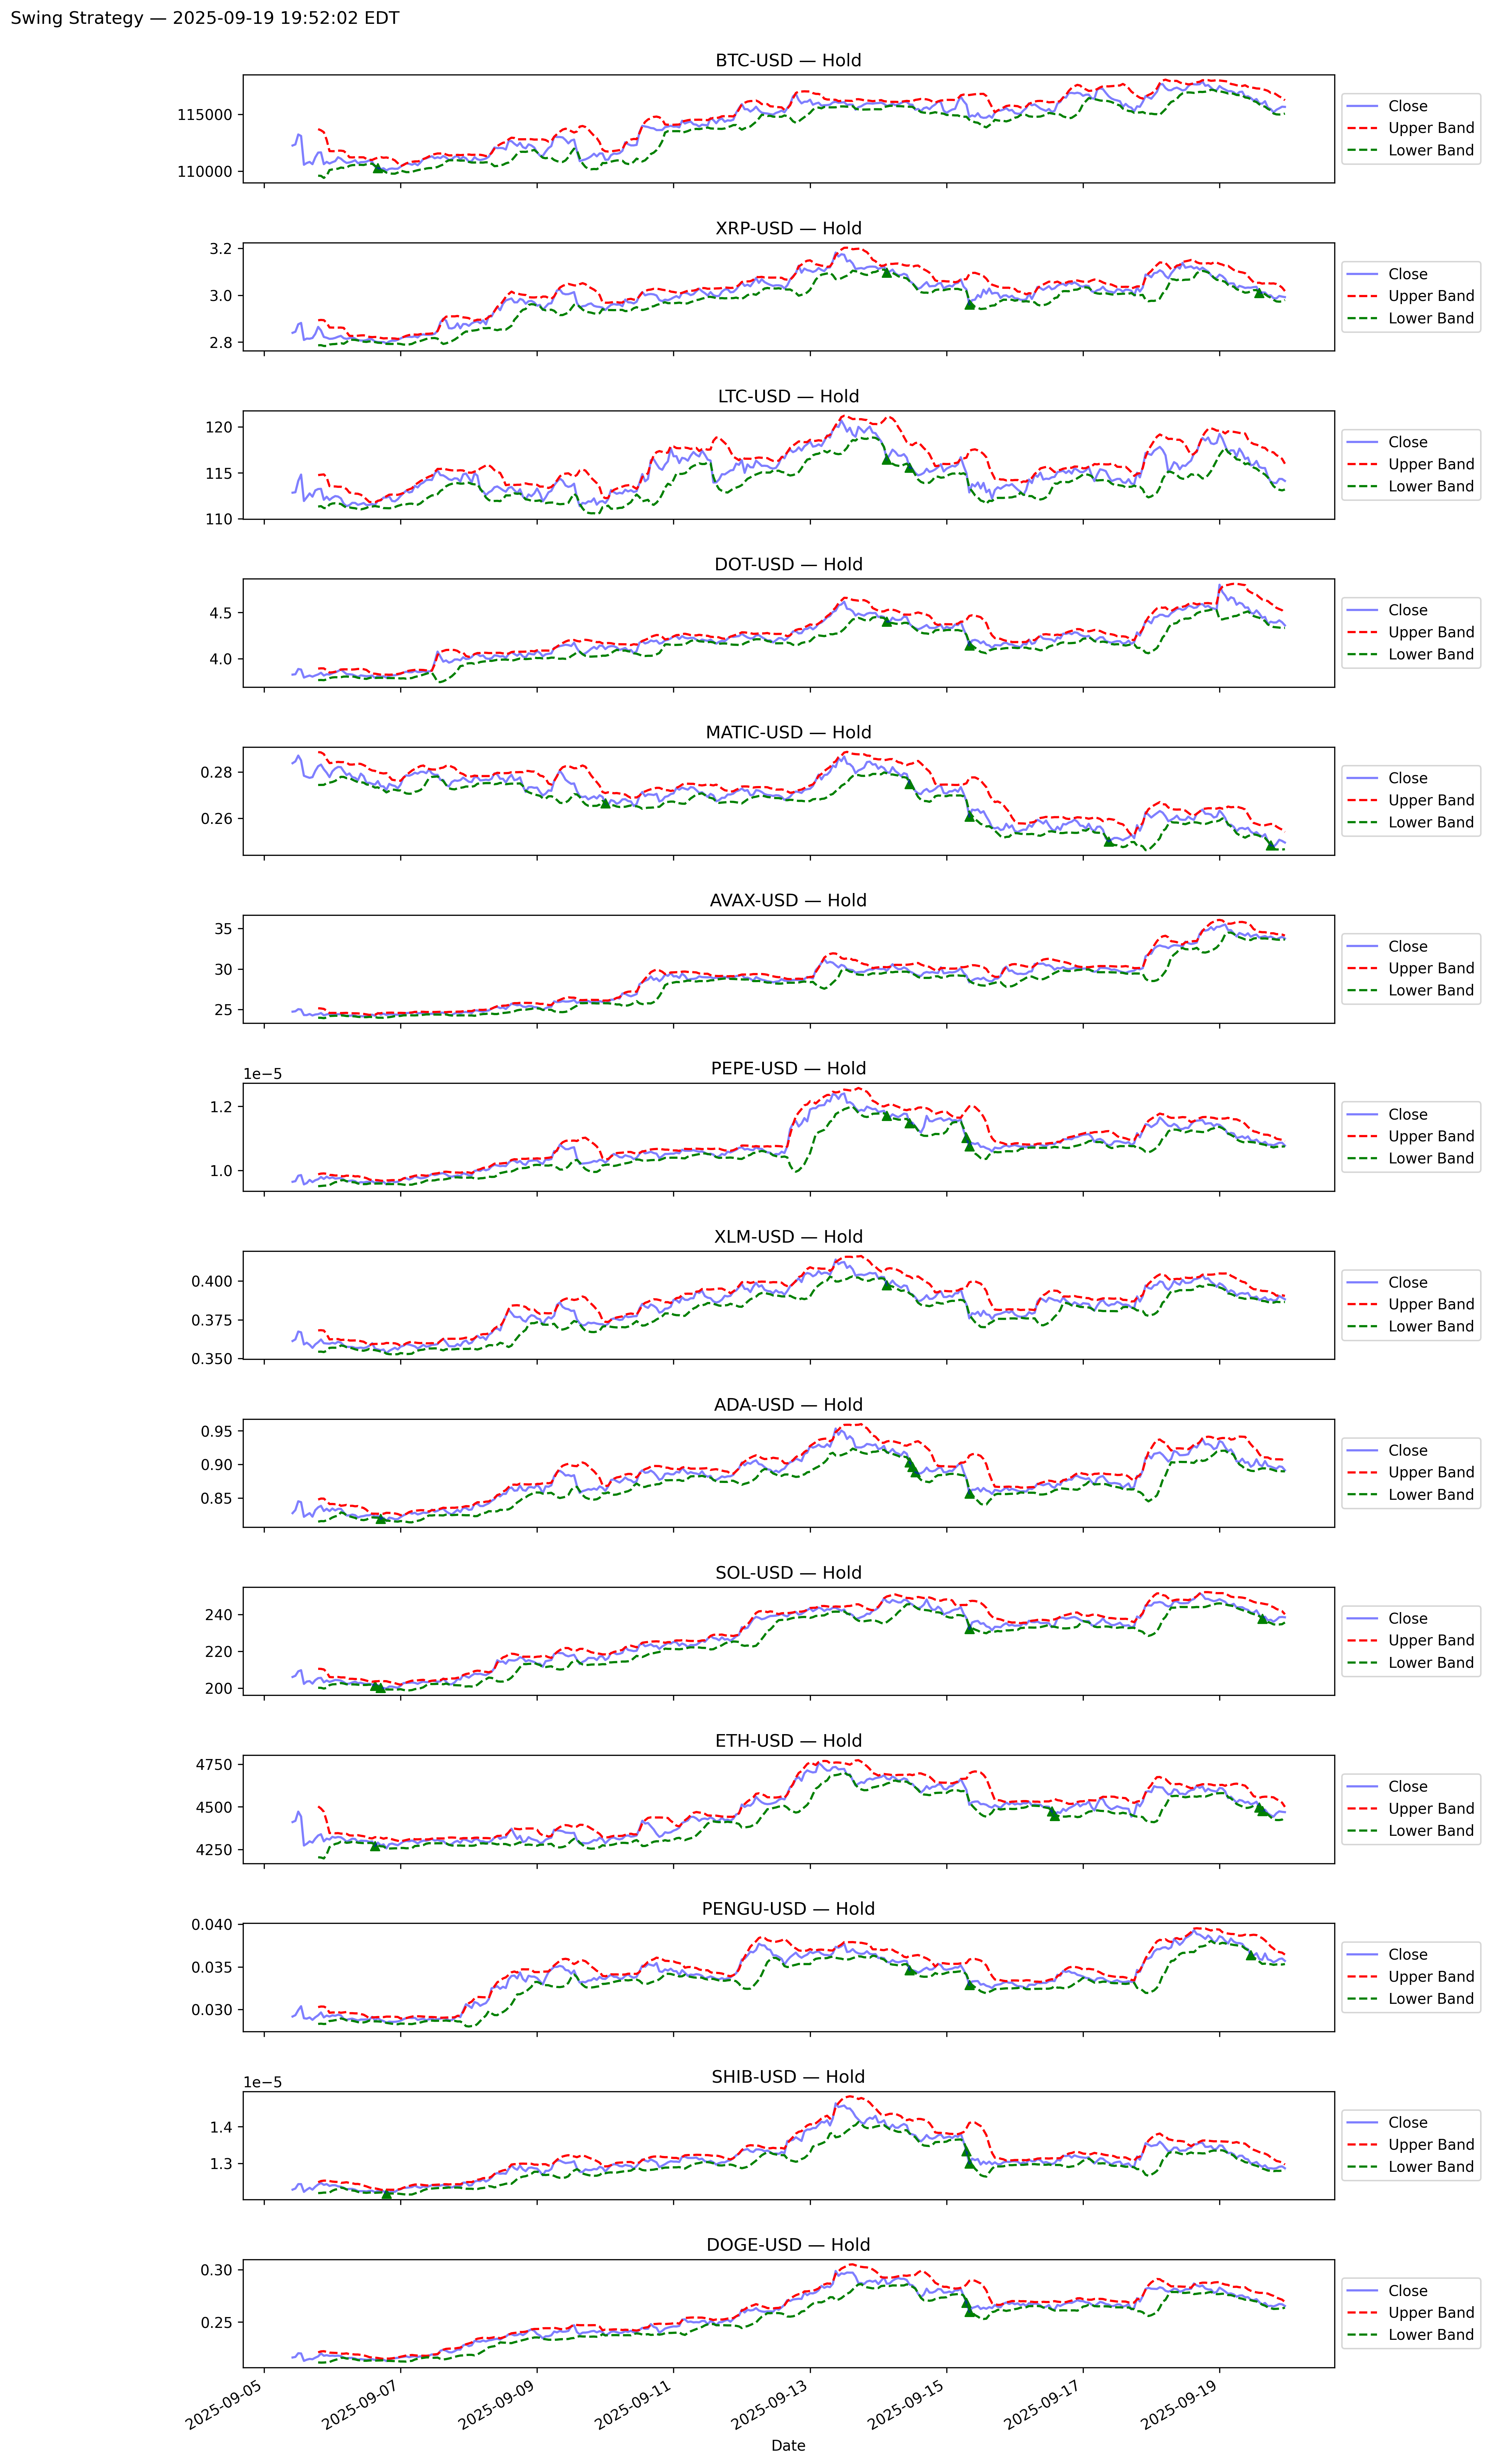 Swing Strategy — 2025-09-19 19:52:02 EDT
BTC-USD — Hold
115000
110000
Close
Upper Band
Lower Band
XRP-USD — Hold
3.2
3.0
2.8
Close
Upper Band
Lower Band
LTC-USD — Hold
120
115
110
Close
Upper Band
Lower Band
DOT-USD — Hold
4.5
4.0
Close
Upper Band
Lower Band
MATIC-USD — Hold
0.28
0.26
Close
Upper Band
Lower Band
AVAX-USD — Hold
35
30
25
Close
Upper Band
Lower Band
PEPE-USD — Hold
1e−5
1.2
1.0
Close
Upper Band
Lower Band
XLM-USD — Hold
0.400
0.375
0.350
Close
Upper Band
Lower Band
ADA-USD — Hold
0.95
0.90
0.85
Close
Upper Band
Lower Band
SOL-USD — Hold
240
220
200
Close
Upper Band
Lower Band
ETH-USD — Hold
4750
4500
4250
Close
Upper Band
Lower Band
PENGU-USD — Hold
0.040
0.035
0.030
Close
Upper Band
Lower Band
SHIB-USD — Hold
1e−5
1.4
1.3
Close
Upper Band
Lower Band
DOGE-USD — Hold
0.30
0.25
Close
Upper Band
Lower Band
2025-09-05
2025-09-07
2025-09-09
2025-09-11
2025-09-13
2025-09-15
2025-09-17
2025-09-19
Date